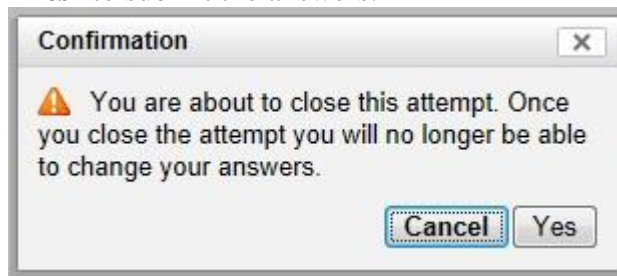 Confirmation
You are about to close this attempt. Once
you close the attempt you will no longer be able
to change your answers.
Cancel Yes